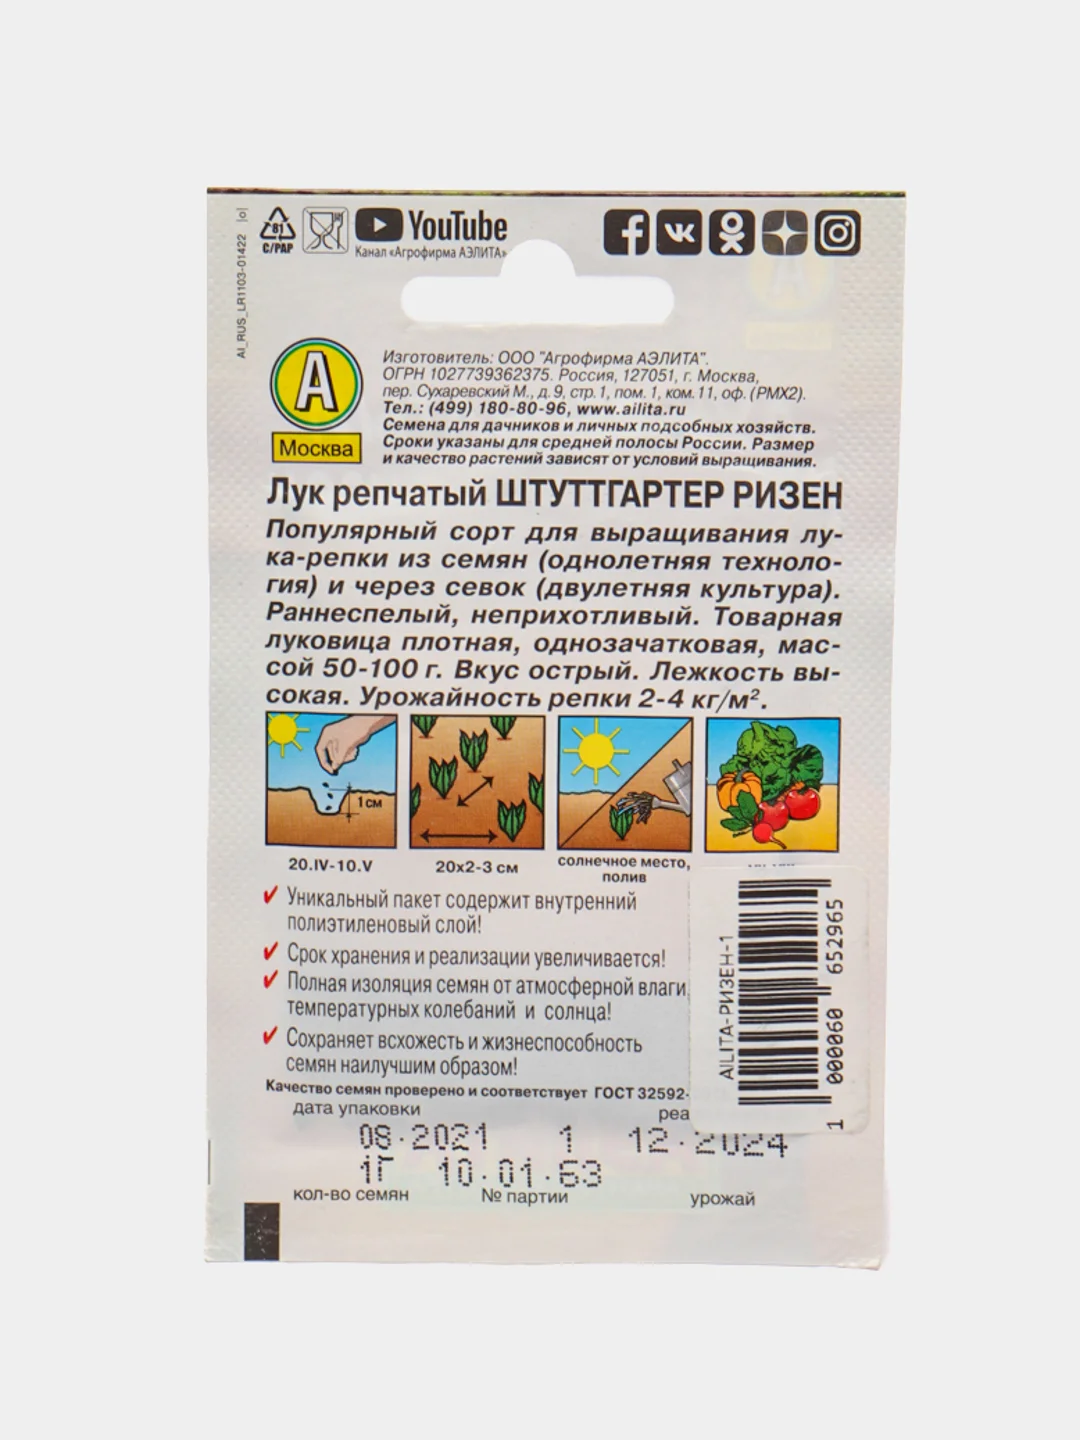 81
C/PAP
YouTube
Канал «Агрофирма АЭЛИТА»
AI_RUS_LR1103-01422 |o|
А
Москва
Изготовитель: ООО "Агрофирма АЭЛИТА".
ОГРН 1027739362375. Россия, 127051, г. Москва,
пер. Сухаревский М., д. 9, стр. 1, пом. 1, ком. 11, оф. (РМХ2).
Тел.: (499) 180-80-96, www.ailita.ru
Семена для дачников и личных подсобных хозяйств.
Сроки указаны для средней полосы России. Размер
и качество растений зависят от условий выращивания.
Лук репчатый ШТУТТГАРТЕР РИЗЕН
Популярный сорт для выращивания лу-
ка-репки из семян (однолетняя техноло-
гия) и через севок (двулетняя культура).
Раннеспелый, неприхотливый. Товарная
луковица плотная, однозачатковая, мас-
сой 50-100 г. Вкус острый. Лежкость вы-
сокая. Урожайность репки 2-4 кг/м².
1 см
20.IV-10.V
20х2-3 см
солнечное место,
полив
Уникальный пакет содержит внутренний
полиэтиленовый слой!
Срок хранения и реализации увеличивается!
Полная изоляция семян от атмосферной влаги,
температурных колебаний и солнца!
Сохраняет всхожесть и жизнеспособность
семян наилучшим образом!
Качество семян проверено и соответствует ГОСТ 32592-
дата упаковки
реа
08.2021 1 12.2024
1Г 10.01.63
кол-во семян № партии урожай
AILITA-РИЗЕН-1
1 000060 652965